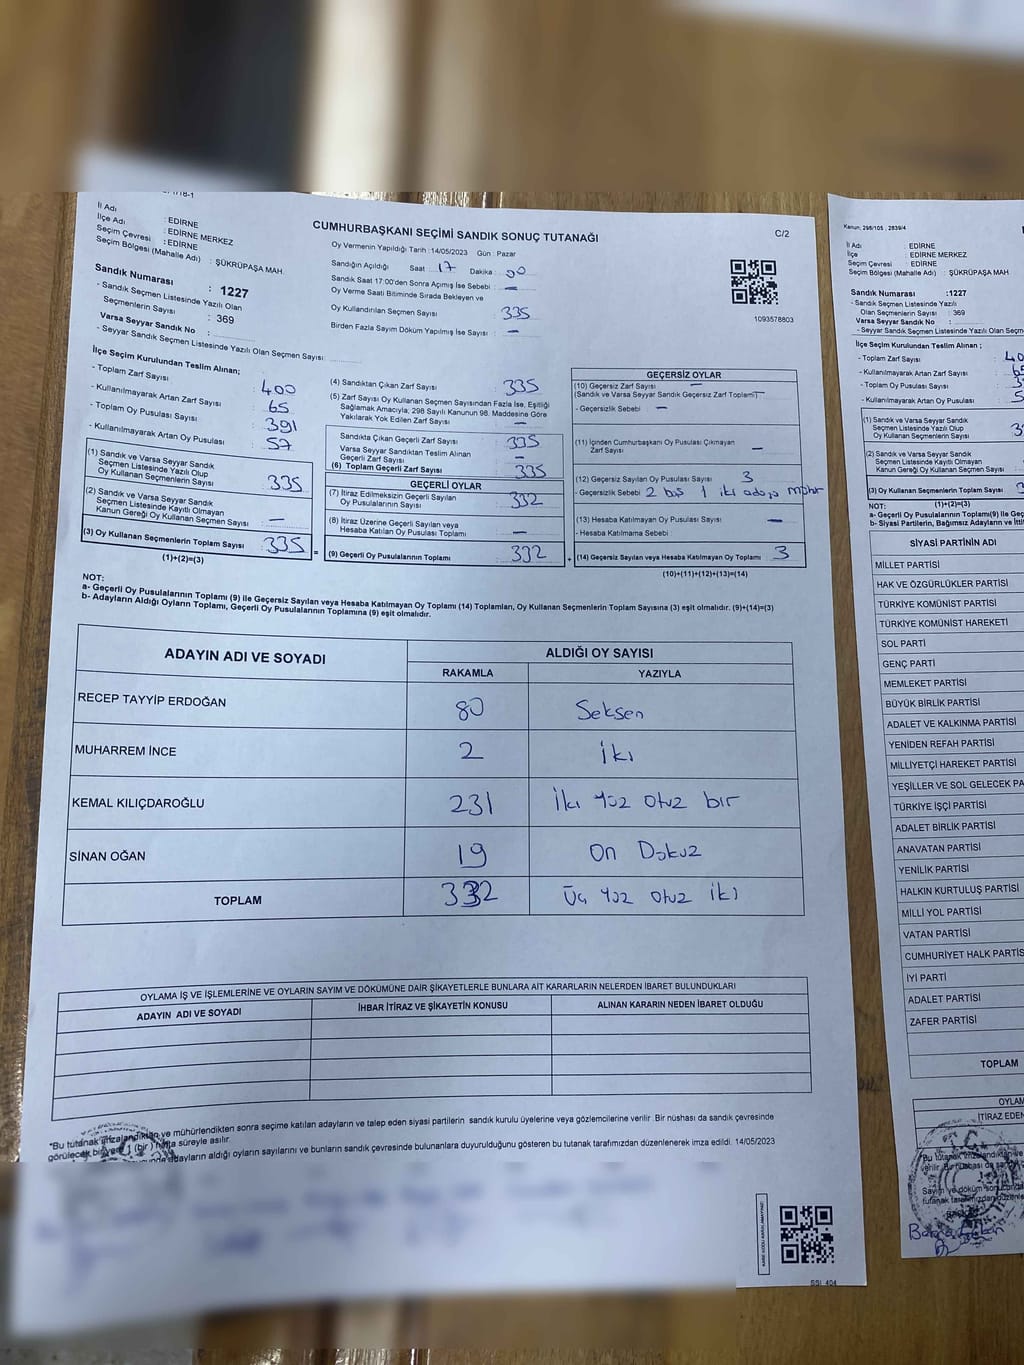 CUMHURBAŞKANI SEÇİMİ SANDIK SONUÇ TUTANAĞI
C/2
İl Adı : EDİRNE
İlçe Adı : EDİRNE MERKEZ
Seçim Çevresi : EDİRNE
Seçim Bölgesi (Mahalle Adı) : ŞÜKRÜPAŞA MAH.
Sandık Numarası : 1227
- Sandık Seçmen Listesinde Yazılı Olan
Seçmenlerin Sayısı : 369
Varsa Seyyar Sandık No :
- Seyyar Sandık Seçmen Listesinde Yazılı Olan Seçmen Sayısı:
Oy Vermenin Yapıldığı Tarih :14/05/2023 Gün : Pazar
Sandığın Açıldığı Saat 17 Dakika
Sandık Saat 17:00'den Sonra Açımış İse Sebebi : —
Oy Verme Saati Bitiminde Sırada Bekleyen ve
Oy Kullandırılan Seçmen Sayısı : 335
Birden Fazla Sayım Döküm Yapılmış İse Sayısı : —
1093578803
İlçe Seçim Kurulundan Teslim Alınan;
- Toplam Zarf Sayısı : 400
- Kullanılmayarak Artan Zarf Sayısı : 65
- Toplam Oy Pusulası Sayısı : 391
- Kullanılmayarak Artan Oy Pusulası : 57
(1) Sandık ve Varsa Seyyar Sandık
Seçmen Listesinde Yazılı Olup
Oy Kullanan Seçmenlerin Sayısı : 335
(2) Sandık ve Varsa Seyyar Sandık
Seçmen Listesinde Kayıtlı Olmayan
Kanun Gereği Oy Kullanan Seçmen Sayısı : —
(3) Oy Kullanan Seçmenlerin Toplam Sayısı : 335
(1)+(2)=(3)
(4) Sandıktan Çıkan Zarf Sayısı : 335
(5) Zarf Sayısı Oy Kullanan Seçmen Sayısından Fazla İse, Eşitliği
Sağlamak Amacıyla; 298 Sayılı Kanunun 98. Maddesine Göre
Yakılarak Yok Edilen Zarf Sayısı : —
Sandıkta Çıkan Geçerli Zarf Sayısı : 335
Varsa Seyyar Sandıktan Teslim Alınan
Geçerli Zarf Sayısı : —
(6) Toplam Geçerli Zarf Sayısı : 335
GEÇERLİ OYLAR
(7) İtiraz Edilmeksizin Geçerli Sayılan
Oy Pusulalarının Sayısı : 332
(8) İtiraz Üzerine Geçerli Sayılan veya
Hesaba Katılan Oy Pusulası Toplamı : —
= (9) Geçerli Oy Pusulalarının Toplamı : 332
GEÇERSİZ OYLAR
(10) Geçersiz Zarf Sayısı : —
(Sandık ve Varsa Seyyar Sandık Geçersiz Zarf Toplamı)
- Geçersizlik Sebebi : —
(11) İçinden Cumhurbaşkanı Oy Pusulası Çıkmayan
Zarf Sayısı : —
(12) Geçersiz Sayılan Oy Pusulası Sayısı : 3
- Geçersizlik Sebebi : 2 boş 1 iki adaya mühür
(13) Hesaba Katılmayan Oy Pusulası Sayısı : —
- Hesaba Katılmama Sebebi :
+ (14) Geçersiz Sayılan veya Hesaba Katılmayan Oy Toplamı : 3
(10)+(11)+(12)+(13)=(14)
NOT:
a- Geçerli Oy Pusulalarının Toplamı (9) ile Geçersiz Sayılan veya Hesaba Katılmayan Oy Toplamı (14) Toplamları, Oy Kullanan Seçmenlerin Toplam Sayısına (3) eşit olmalıdır. (9)+(14)=(3)
b- Adayların Aldığı Oyların Toplamı, Geçerli Oy Pusulalarının Toplamına (9) eşit olmalıdır.
ADAYIN ADI VE SOYADI ALDIĞI OY SAYISI
RAKAMLA YAZIYLA
RECEP TAYYİP ERDOĞAN 80 Seksen
MUHARREM İNCE 2 İki
KEMAL KILIÇDAROĞLU 231 İki yüz otuz bir
SİNAN OĞAN 19 On Dokuz
TOPLAM 332 Üç yüz otuz iki
OYLAMA İŞ VE İŞLEMLERİNE VE OYLARIN SAYIM VE DÖKÜMÜNE DAİR ŞİKAYETLERLE BUNLARA AİT KARARLARIN NELERDEN İBARET BULUNDUKLARI
ADAYIN ADI VE SOYADI İHBAR İTİRAZ VE ŞİKAYETİN KONUSU ALINAN KARARIN NEDEN İBARET OLDUĞU
"Bu tutanak imzalandıktan ve mühürlendikten sonra seçime katılan adayların ve talep eden siyasi partilerin sandık kurulu üyelerine veya gözlemcilerine verilir. Bir nüshası da sandık çevresinde
görülecek bir yere 1 (bir) hafta süreyle asılır.
adayların aldığı oyların sayılarını ve bunların sandık çevresinde bulunanlara duyurulduğunu gösteren bu tutanak tarafımızdan düzenlenerek imza edildi. 14/05/2023
Kanun: 298/105 , 2839/4
İl Adı : EDİRNE
İlçe : EDİRNE MERKEZ
Seçim Çevresi : EDİRNE
Seçim Bölgesi (Mahalle Adı) : ŞÜKRÜPAŞA MAH
Sandık Numarası :1227
- Sandık Seçmen Listesinde Yazılı
Olan Seçmenlerin Sayısı : 369
Varsa Seyyar Sandık No :
- Seyyar Sandık Seçmen Listesinde Yazılı Olan Seçm
İlçe Seçim Kurulundan Teslim Alınan ;
- Toplam Zarf Sayısı : 40
- Kullanılmayarak Artan Zarf Sayısı : 65
- Toplam Oy Pusulası Sayısı : 3
- Kullanılmayarak Artan Oy Pusulası : 5
(1) Sandık ve Varsa Seyyar Sandık
Seçmen Listesinde Yazılı Olup
Oy Kullanan Seçmenlerin Sayısı : 3
(2) Sandık ve Varsa Seyyar Sandık
Seçmen Listesinde Kayıtlı Olmayan
Kanun Gereği Oy Kullanan Seçmen Sayısı :
(3) Oy Kullanan Seçmenlerin Toplam Sayısı : 3
(1)+(2)=(3)
NOT:
a- Geçerli Oy Pusulalarının Toplamı(9) ile Geç
b- Siyasi Partilerin, Bağımsız Adayların ve İtti
SİYASİ PARTİNİN ADI
MİLLET PARTİSİ
HAK VE ÖZGÜRLÜKLER PARTİSİ
TÜRKİYE KOMÜNİST PARTİSİ
TÜRKİYE KOMÜNİST HAREKETİ
SOL PARTİ
GENÇ PARTİ
MEMLEKET PARTİSİ
BÜYÜK BİRLİK PARTİSİ
ADALET VE KALKINMA PARTİSİ
YENİDEN REFAH PARTİSİ
MİLLİYETÇİ HAREKET PARTİSİ
YEŞİLLER VE SOL GELECEK PA
TÜRKİYE İŞÇİ PARTİSİ
ADALET BİRLİK PARTİSİ
ANAVATAN PARTİSİ
YENİLİK PARTİSİ
HALKIN KURTULUŞ PARTİSİ
MİLLİ YOL PARTİSİ
VATAN PARTİSİ
CUMHURİYET HALK PARTİSİ
İYİ PARTİ
ADALET PARTİSİ
ZAFER PARTİSİ
TOPLAM
OYLAM
İTİRAZ EDEN